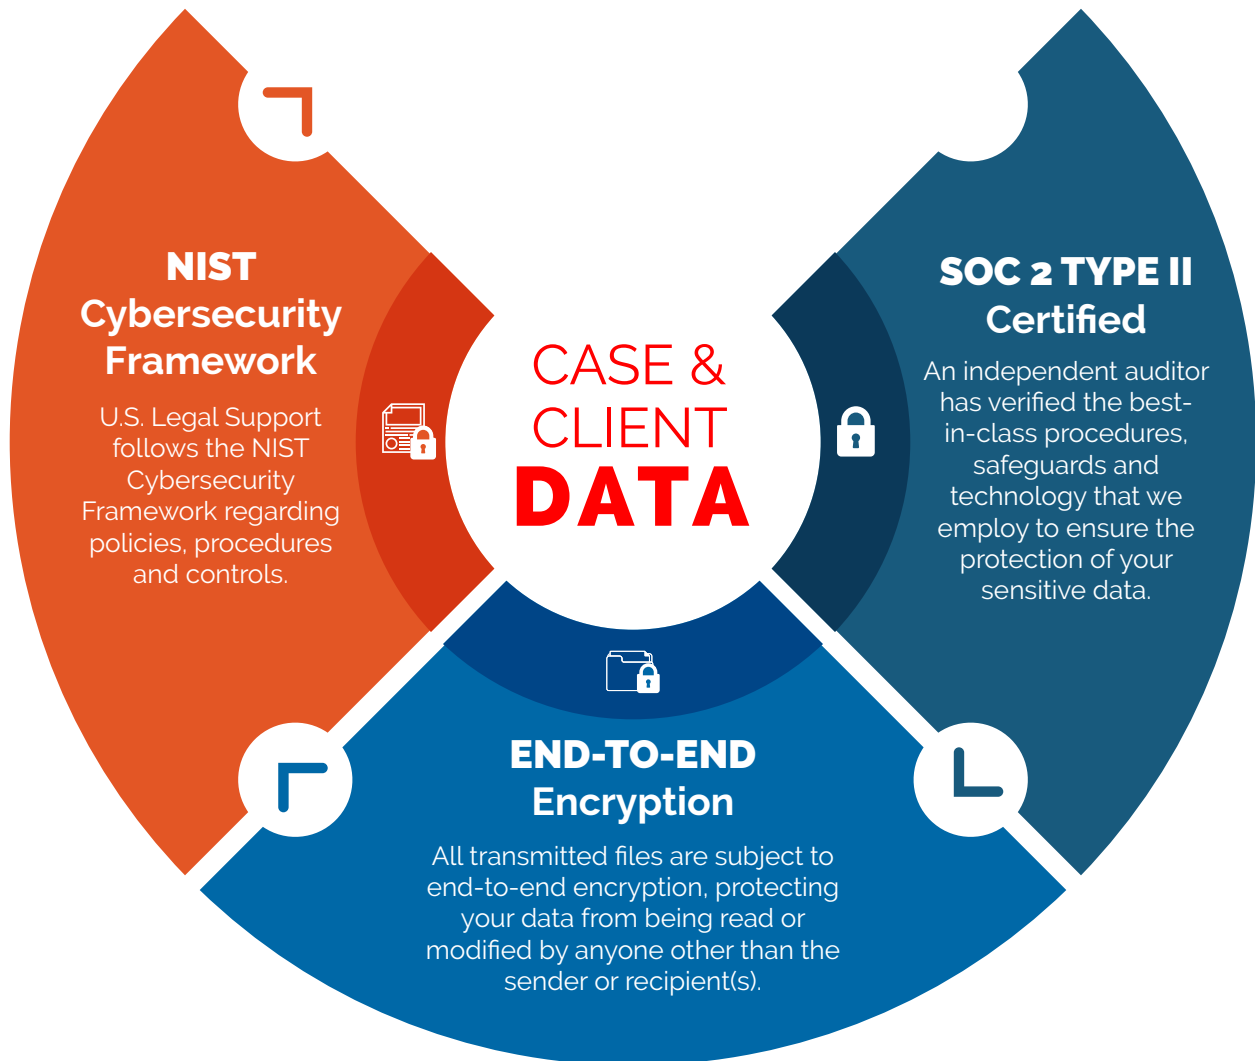 NIST
Cybersecurity
Framework
U.S. Legal Support
follows the NIST
Cybersecurity
Framework regarding
policies, procedures
and controls.
CASE &
CLIENT
DATA
SOC 2 TYPE II
Certified
An independent auditor
has verified the best-
in-class procedures,
safeguards and
technology that we
employ to ensure the
protection of your
sensitive data.
END-TO-END
Encryption
All transmitted files are subject to
end-to-end encryption, protecting
your data from being read or
modified by anyone other than the
sender or recipient(s).